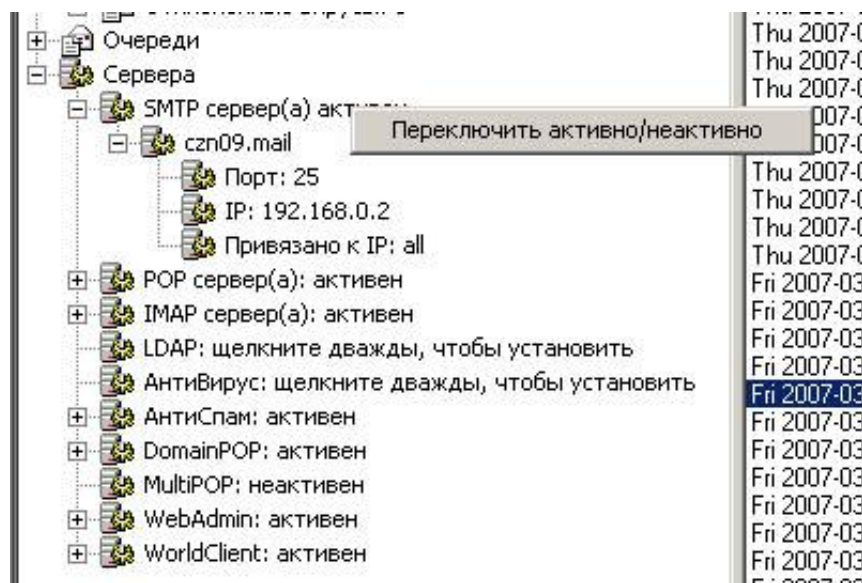 Очереди
Сервера
SMTP сервер(а) активен
Переключить активно/неактивно
czn09.mail
Порт: 25
IP: 192.168.0.2
Привязано к IP: all
POP сервер(а): активен
IMAP сервер(а): активен
LDAP: щелкните дважды, чтобы установить
АнтиВирус: щелкните дважды, чтобы установить
АнтиСпам: активен
DomainPOP: активен
MultiPOP: неактивен
WebAdmin: активен
WorldClient: активен
Thu 2007-0
Thu 2007-0
Thu 2007-0
007-0
007-0
Thu 2007-0
Thu 2007-0
Thu 2007-0
Thu 2007-0
Fri 2007-03
Fri 2007-03
Fri 2007-03
Fri 2007-03
Fri 2007-03
Fri 2007-03
Fri 2007-03
Fri 2007-03
Fri 2007-03
Fri 2007-03
Fri 2007-03